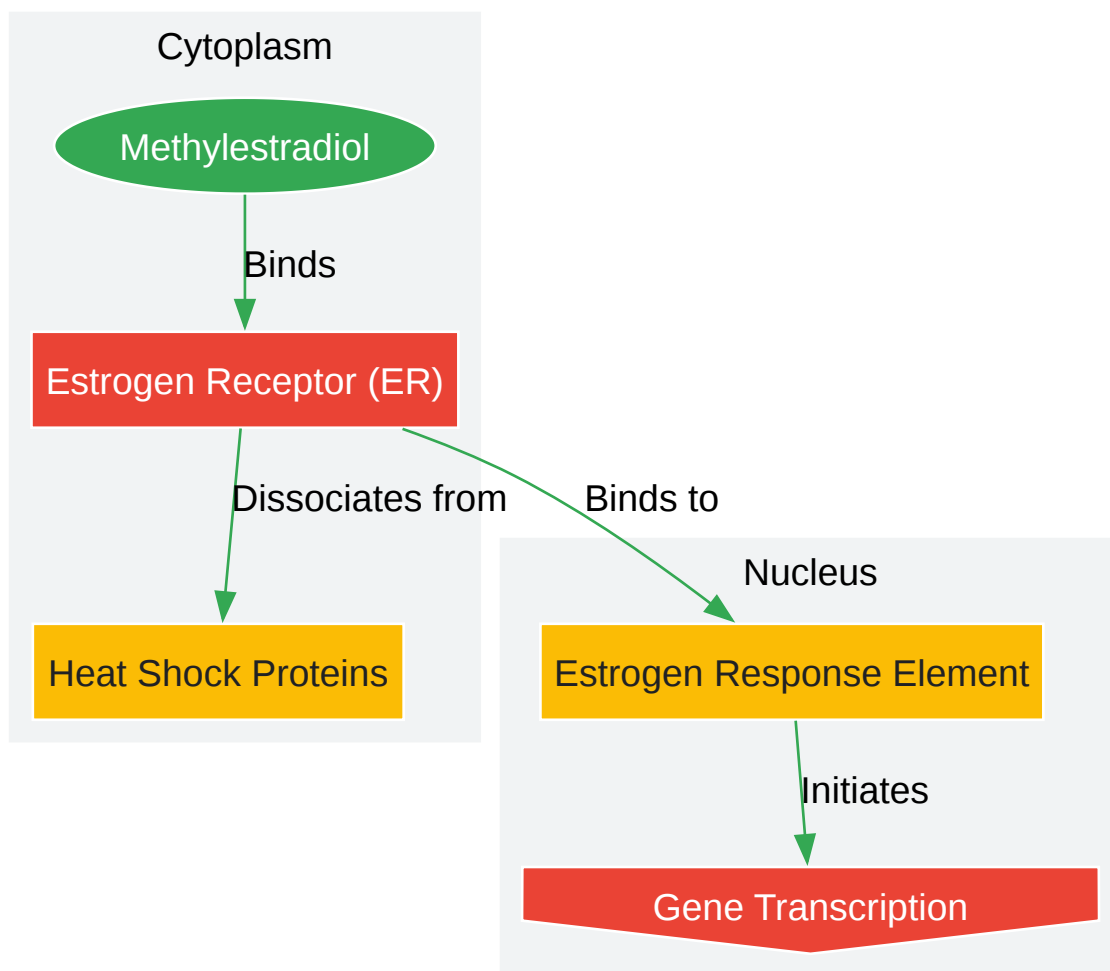 Cytoplasm
Methylestradiol
Binds
Estrogen Receptor (ER)
Dissociates from
Binds to
Nucleus
Heat Shock Proteins
Estrogen Response Element
Initiates
Gene Transcription